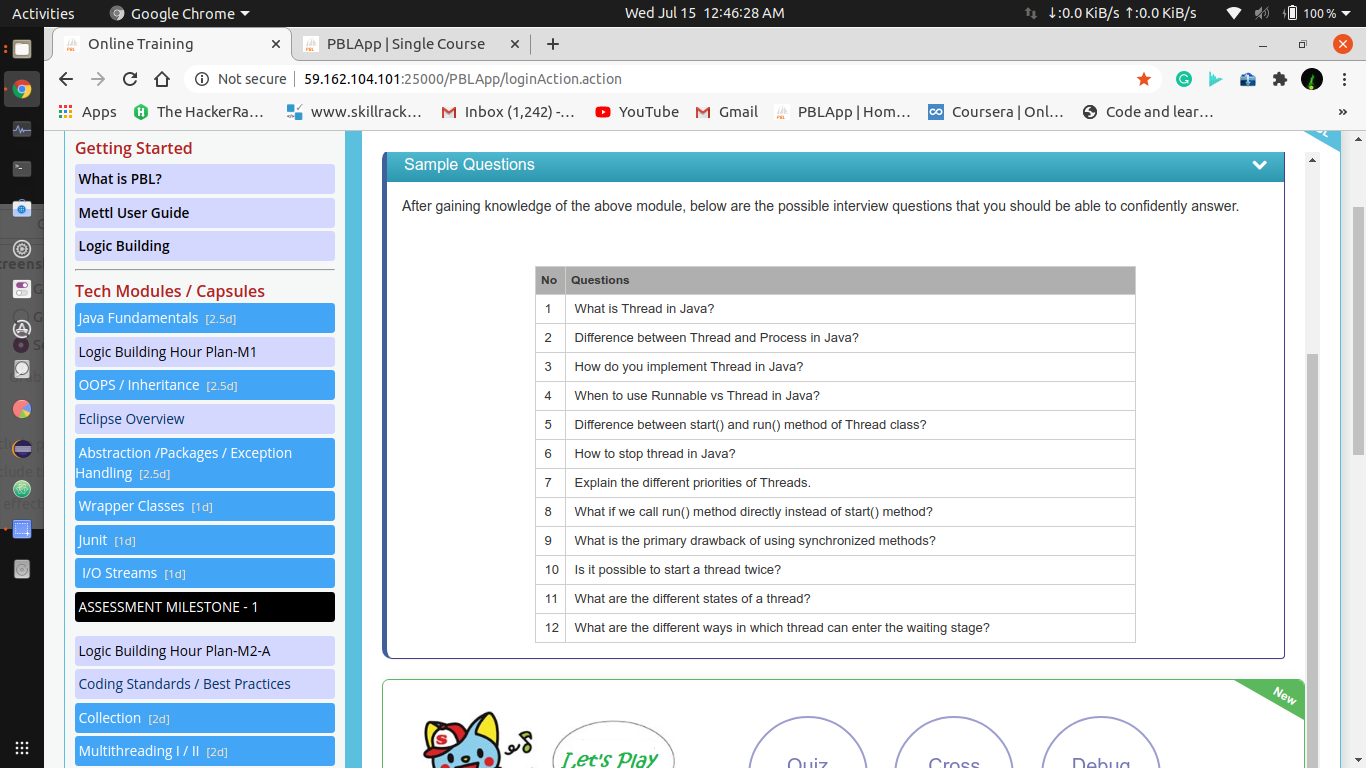 Activities
Google Chrome
Wed Jul 15 12:46:28 AM
↓:0.0 KiB/s ↑:0.0 KiB/s
100 %
Online Training
PBLApp | Single Course
Not secure
59.162.104.101:25000/PBLApp/loginAction.action
Apps
The HackerRa...
www.skillrack...
Inbox (1,242) -...
YouTube
Gmail
PBLApp | Hom...
Coursera | Onl...
Code and lear...
»
Getting Started
What is PBL?
Mettl User Guide
Logic Building
Tech Modules / Capsules
Java Fundamentals [2.5d]
Logic Building Hour Plan-M1
OOPS / Inheritance [2.5d]
Eclipse Overview
Abstraction /Packages / Exception
Handling [2.5d]
Wrapper Classes [1d]
Junit [1d]
I/O Streams [1d]
ASSESSMENT MILESTONE - 1
Logic Building Hour Plan-M2-A
Coding Standards / Best Practices
Collection [2d]
Multithreading I / II [2d]
Sample Questions
After gaining knowledge of the above module, below are the possible interview questions that you should be able to confidently answer.
No Questions
1 What is Thread in Java?
2 Difference between Thread and Process in Java?
3 How do you implement Thread in Java?
4 When to use Runnable vs Thread in Java?
5 Difference between start() and run() method of Thread class?
6 How to stop thread in Java?
7 Explain the different priorities of Threads.
8 What if we call run() method directly instead of start() method?
9 What is the primary drawback of using synchronized methods?
10 Is it possible to start a thread twice?
11 What are the different states of a thread?
12 What are the different ways in which thread can enter the waiting stage?
New
S
Let's Play
Quiz
Cross
Debug